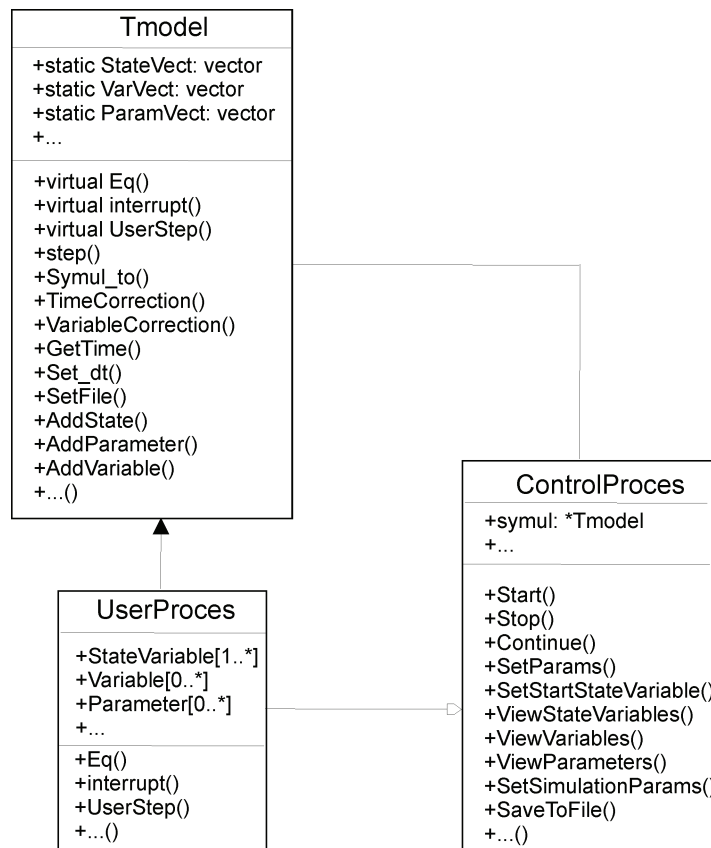 Tmodel
+static StateVect: vector
+static VarVect: vector
+static ParamVect: vector
+...
+virtual Eq()
+virtual interrupt()
+virtual UserStep()
+step()
+Symul_to()
+TimeCorrection()
+VariableCorrection()
+GetTime()
+Set_dt()
+SetFile()
+AddState()
+AddParameter()
+AddVariable()
+...()
UserProces
+StateVariable[1..*]
+Variable[0..*]
+Parameter[0..*]
+...
+Eq()
+interrupt()
+UserStep()
+...()
ControlProces
+symul: *Tmodel
+...
+Start()
+Stop()
+Continue()
+SetParams()
+SetStartStateVariable()
+ViewStateVariables()
+ViewVariables()
+ViewParameters()
+SetSimulationParams()
+SaveToFile()
+...()